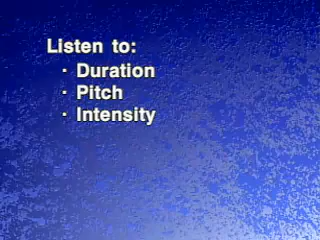 Listen to:
· Duration
· Pitch
· Intensity